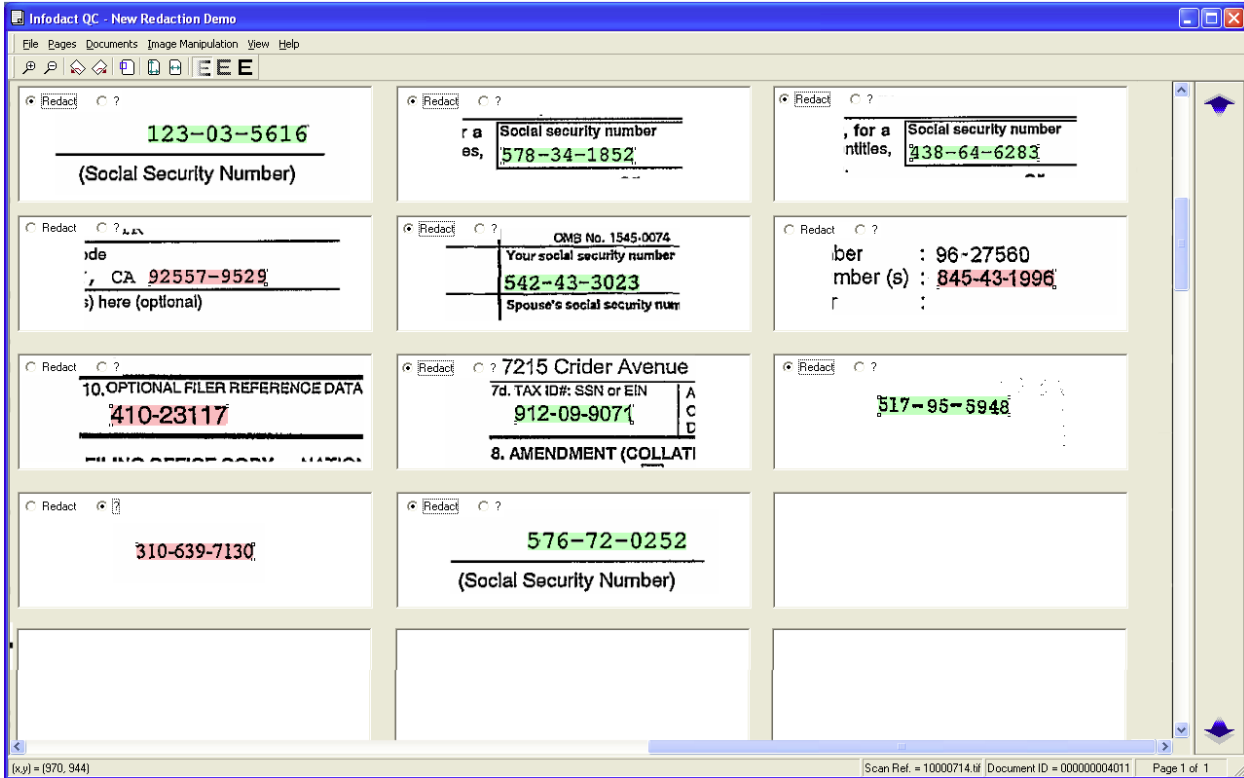 Infodact QC - New Redaction Demo
File Pages Documents Image Manipulation View Help
Redact ?
123-03-5616
(Social Security Number)
Redact ?
r a Social security number
es, 578-34-1852
Redact ?
, for a Social security number
ntities, 438-64-6283
Redact ?
ode
, CA 92557-9529
s) here (optional)
Redact ?
OMB No. 1545-0074
Your social security number
542-43-3023
Spouse's social security num
Redact ?
ber : 96-27560
mber (s) : 845-43-1996
r :
Redact ?
10. OPTIONAL FILER REFERENCE DATA
410-23117
Redact ? 7215 Crider Avenue
7d. TAX ID#: SSN or EIN
912-09-9071
8. AMENDMENT (COLLATI
Redact ?
517-95-5948
Redact ?
310-639-7130
Redact ?
576-72-0252
(Social Security Number)
(x,y) = (970, 944) Scan Ref. = 10000714.tif Document ID = 000000004011 Page 1 of 1